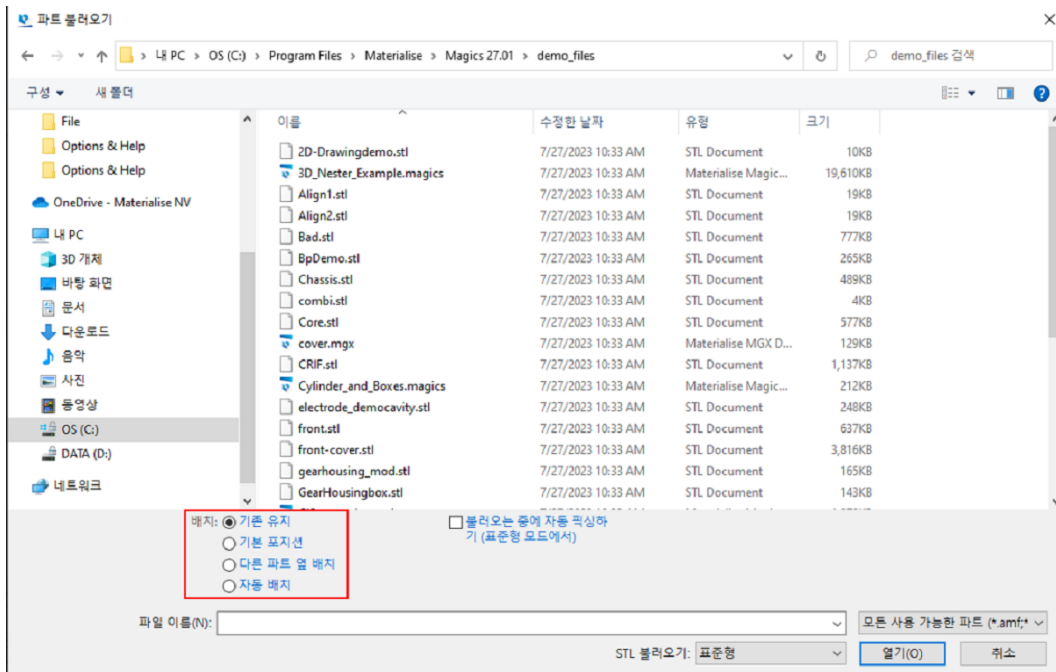 파트 불러오기
내 PC > OS (C:) > Program Files > Materialise > Magics 27.01 > demo_files
demo_files 검색
구성 새 폴더
File
Options & Help
Options & Help
OneDrive - Materialise NV
내 PC
3D 개체
바탕 화면
문서
다운로드
음악
사진
동영상
OS (C:)
DATA (D:)
네트워크
이름 수정한 날짜 유형 크기
2D-Drawingdemo.stl 7/27/2023 10:33 AM STL Document 10KB
3D_Nester_Example.magics 7/27/2023 10:33 AM Materialise Magic... 19,610KB
Align1.stl 7/27/2023 10:33 AM STL Document 19KB
Align2.stl 7/27/2023 10:33 AM STL Document 19KB
Bad.stl 7/27/2023 10:33 AM STL Document 777KB
BpDemo.stl 7/27/2023 10:33 AM STL Document 265KB
Chassis.stl 7/27/2023 10:33 AM STL Document 489KB
combi.stl 7/27/2023 10:33 AM STL Document 4KB
Core.stl 7/27/2023 10:33 AM STL Document 577KB
cover.mgx 7/27/2023 10:33 AM Materialise MGX D... 129KB
CRIF.stl 7/27/2023 10:33 AM STL Document 1,137KB
Cylinder_and_Boxes.magics 7/27/2023 10:33 AM Materialise Magic... 212KB
electrode_democavity.stl 7/27/2023 10:33 AM STL Document 248KB
front.stl 7/27/2023 10:33 AM STL Document 637KB
front-cover.stl 7/27/2023 10:33 AM STL Document 3,816KB
gearhousing_mod.stl 7/27/2023 10:33 AM STL Document 165KB
GearHousingbox.stl 7/27/2023 10:33 AM STL Document 143KB
배치: 기존 유지
기본 포지션
다른 파트 옆 배치
자동 배치
불러오는 중에 자동 픽싱하
기 (표준형 모드에서)
파일 이름(N): 모든 사용 가능한 파트 (*.amf;*
STL 불러오기: 표준형 열기(O) 취소